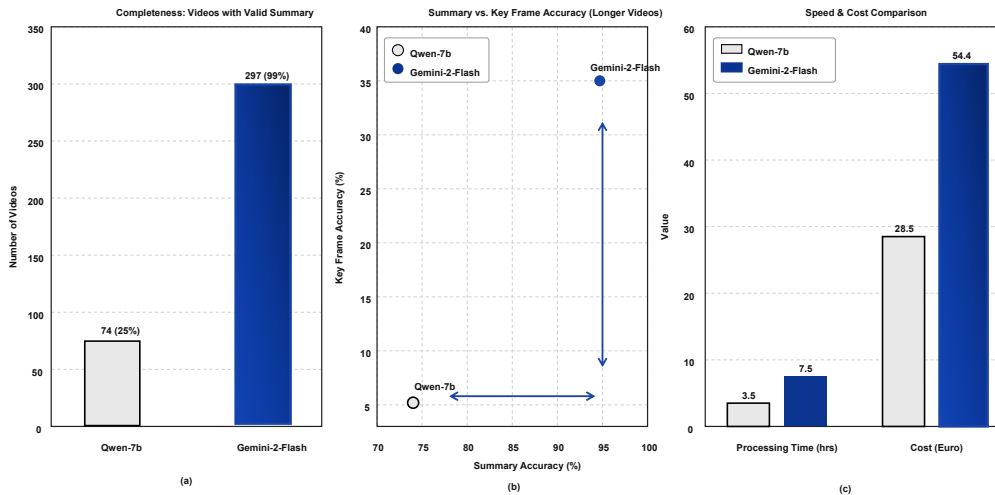 Completeness: Videos with Valid Summary
350
300
250
200
150
100
50
0
Number of Videos
74 (25%)
297 (99%)
Qwen-7b
Gemini-2-Flash
(a)
Summary vs. Key Frame Accuracy (Longer Videos)
Qwen-7b
Gemini-2-Flash
40
35
30
25
20
15
10
5
Key Frame Accuracy (%)
Gemini-2-Flash
Qwen-7b
70
75
80
85
90
95
100
Summary Accuracy (%)
(b)
Speed & Cost Comparison
Qwen-7b
Gemini-2-Flash
60
50
40
30
20
10
0
Value
3.5
7.5
28.5
54.4
Processing Time (hrs)
Cost (Euro)
(c)